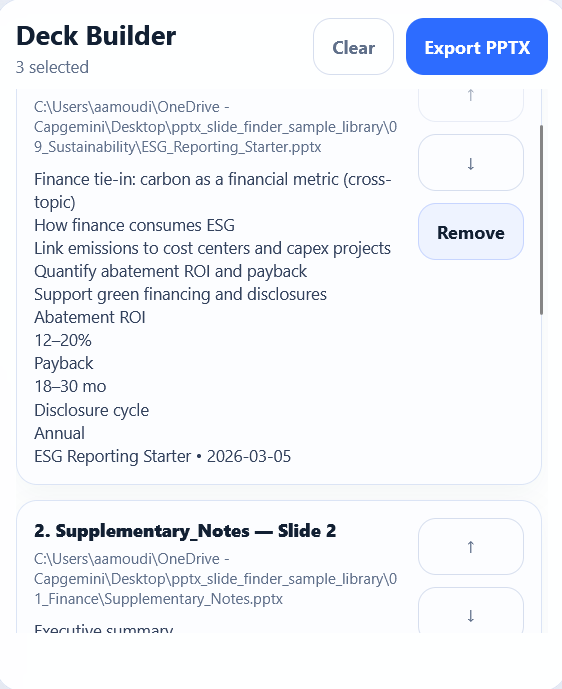 Deck Builder
3 selected
Clear
Export PPTX
C:\Users\aamoudi\OneDrive -
Capgemini\Desktop\pptx_slide_finder_sample_library\0
9_Sustainability\ESG_Reporting_Starter.pptx
↑
↓
Remove
Finance tie-in: carbon as a financial metric (cross-
topic)
How finance consumes ESG
Link emissions to cost centers and capex projects
Quantify abatement ROI and payback
Support green financing and disclosures
Abatement ROI
12–20%
Payback
18–30 mo
Disclosure cycle
Annual
ESG Reporting Starter • 2026-03-05
2. Supplementary_Notes — Slide 2
C:\Users\aamoudi\OneDrive -
Capgemini\Desktop\pptx_slide_finder_sample_library\0
1_Finance\Supplementary_Notes.pptx
Executive summary
↑
↓